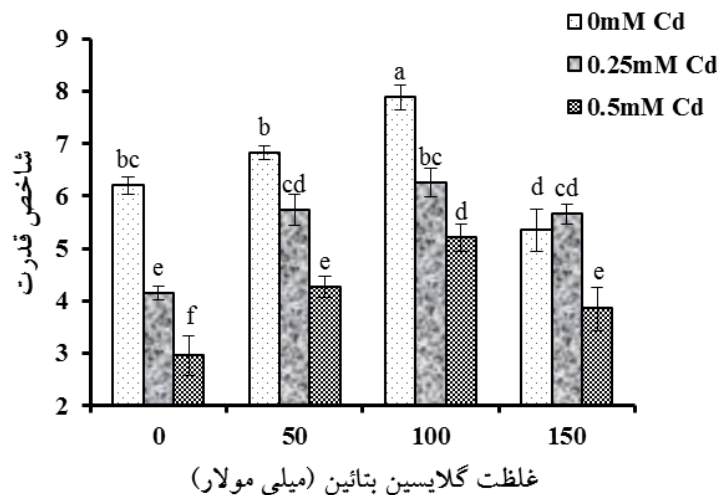 0mM Cd
0.25mM Cd
0.5mM Cd
شاخص قدرت
9
8
7
6
5
4
3
2
bc
e
f
b
cd
e
a
bc
d
d
cd
e
0 50 100 150
غلظت گلایسین بتائین (میلی مولار)